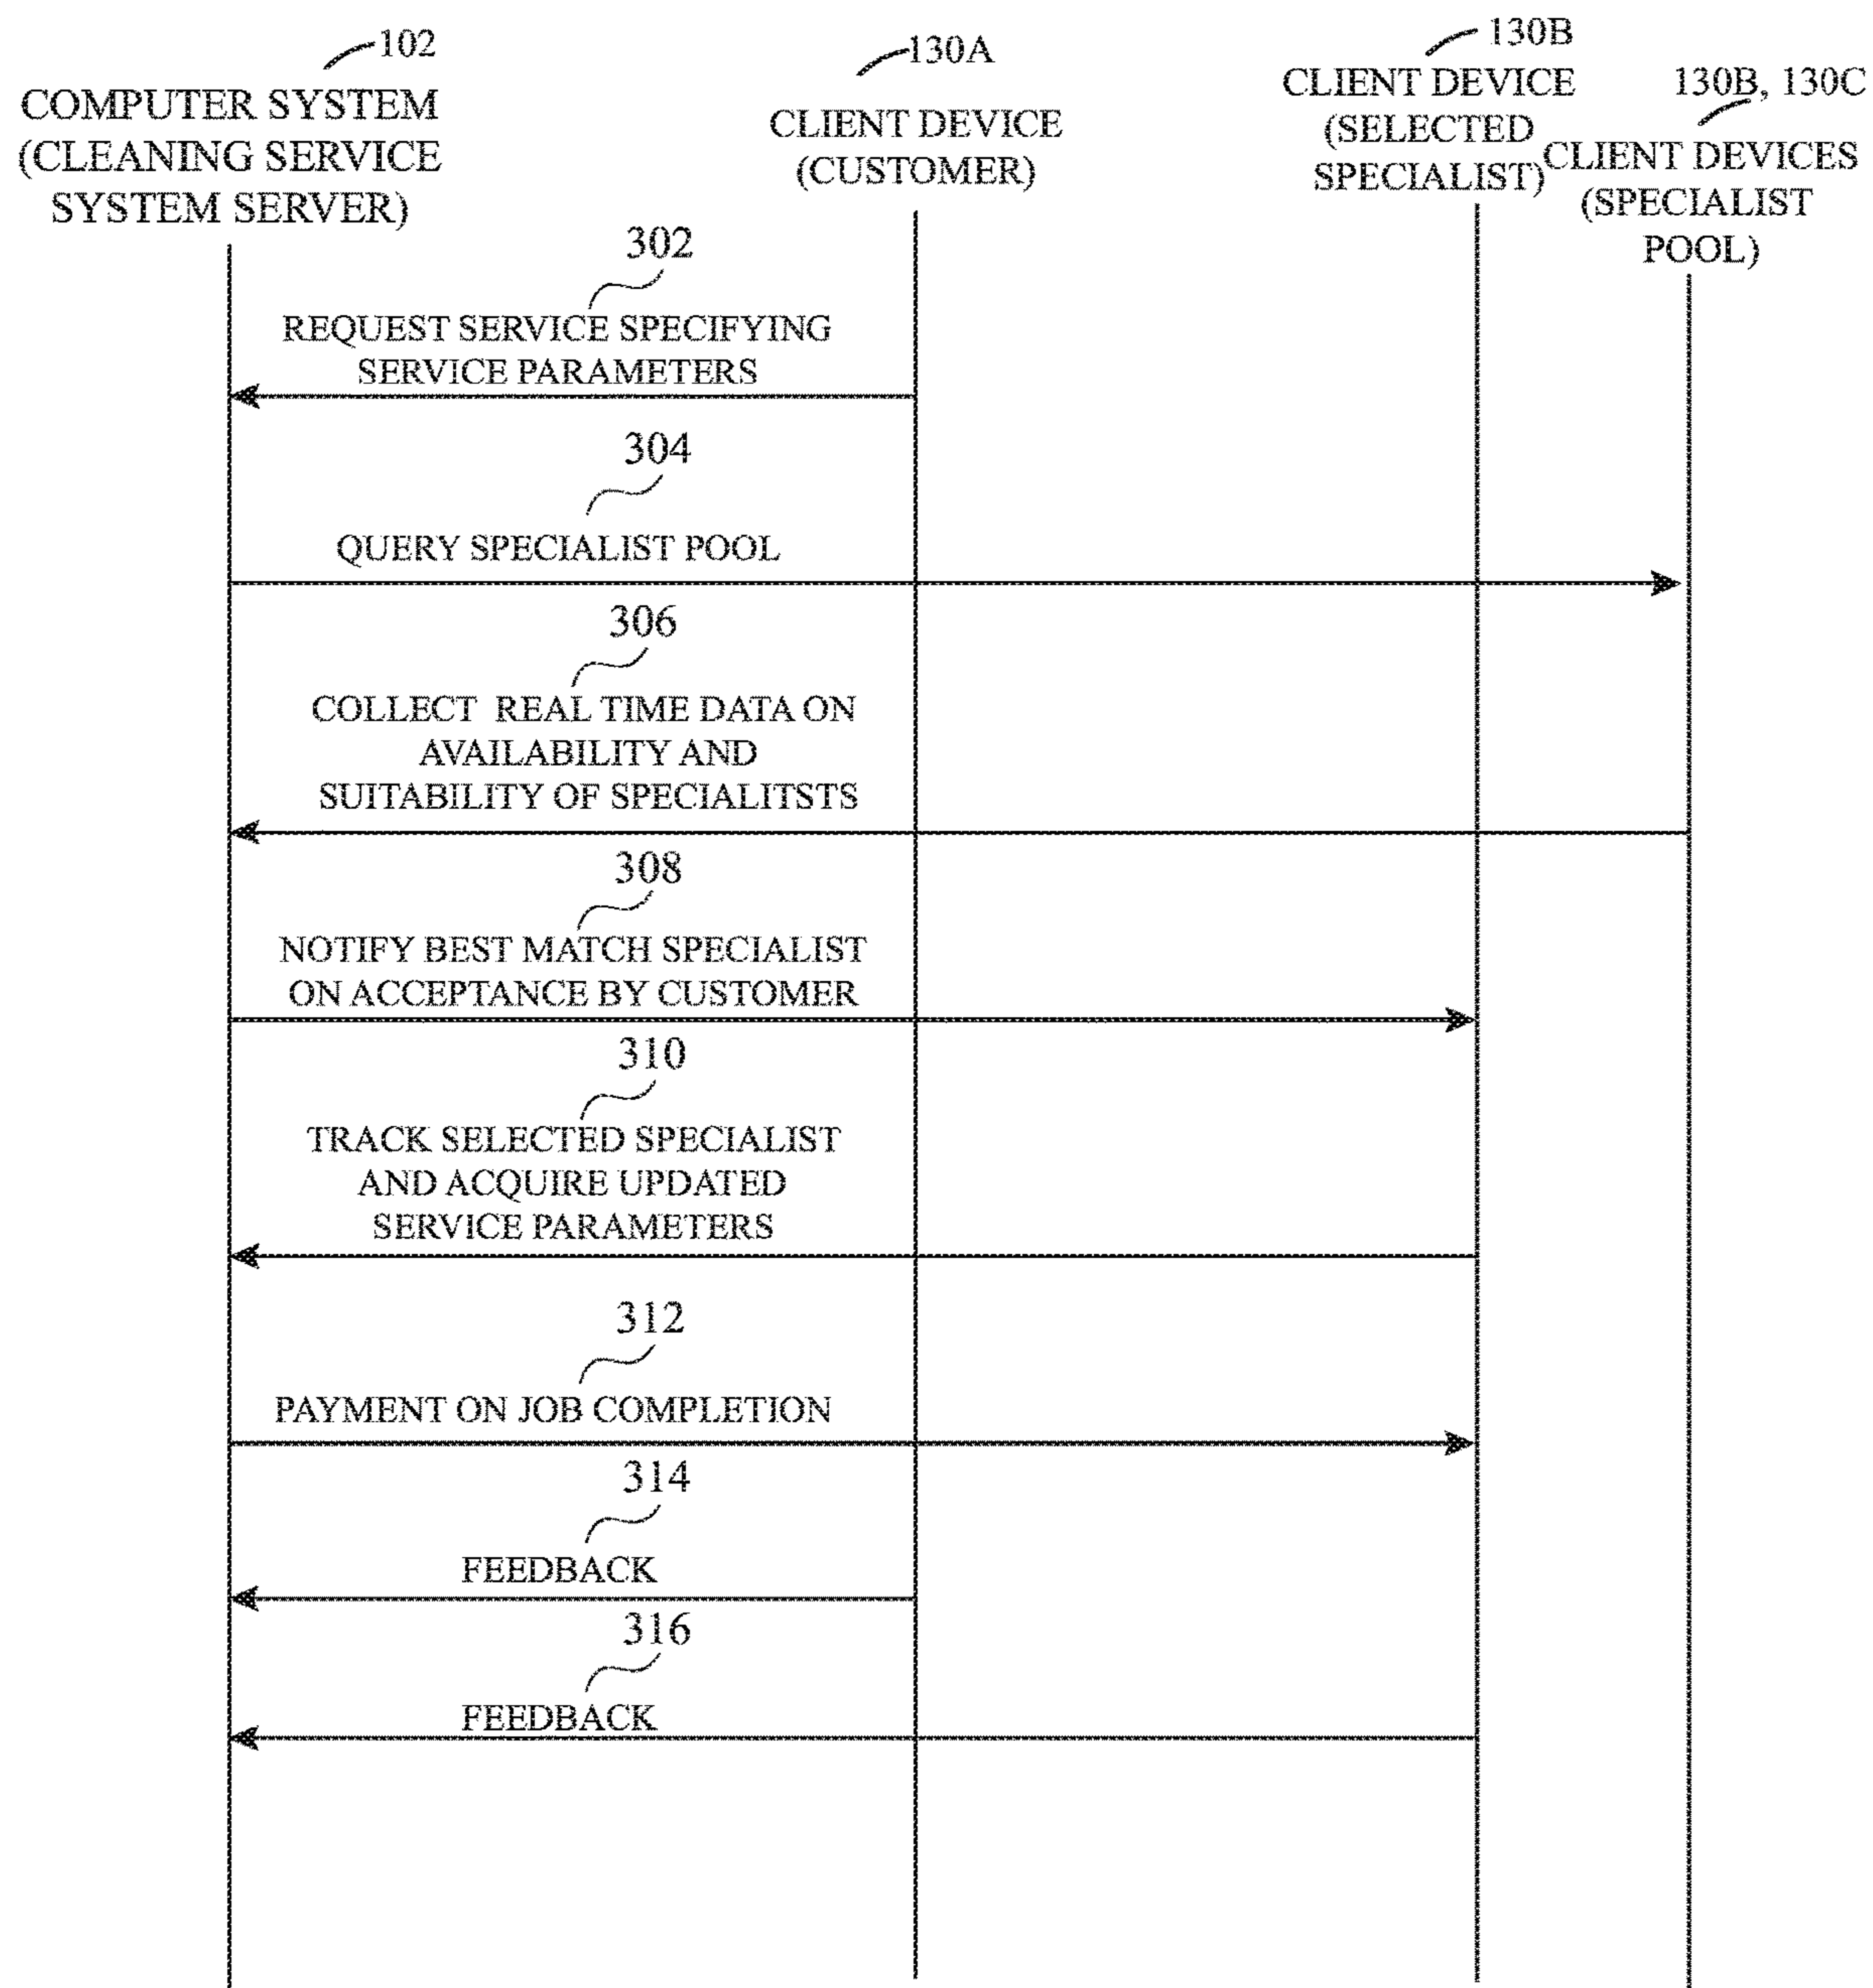 102
COMPUTER SYSTEM
(CLEANING SERVICE
SYSTEM SERVER)
130A
CLIENT DEVICE
(CUSTOMER)
130B
CLIENT DEVICE
(SELECTED
SPECIALIST)
130B, 130C
CLIENT DEVICES
(SPECIALIST
POOL)
302
REQUEST SERVICE SPECIFYING
SERVICE PARAMETERS
304
QUERY SPECIALIST POOL
306
COLLECT REAL TIME DATA ON
AVAILABILITY AND
SUITABILITY OF SPECIALITSTS
308
NOTIFY BEST MATCH SPECIALIST
ON ACCEPTANCE BY CUSTOMER
310
TRACK SELECTED SPECIALIST
AND ACQUIRE UPDATED
SERVICE PARAMETERS
312
PAYMENT ON JOB COMPLETION
314
FEEDBACK
316
FEEDBACK